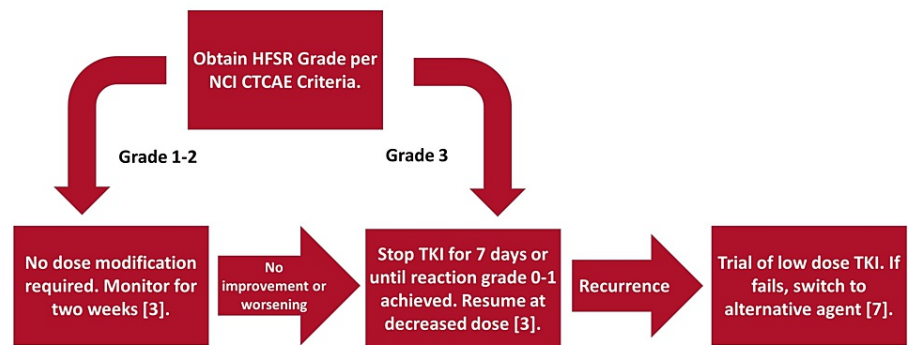 Obtain HFSR Grade per
NCI CTCAE Criteria.
Grade 1-2
Grade 3
No dose modification
required. Monitor for
two weeks [3].
No
improvement or
worsening
Stop TKI for 7 days or
until reaction grade 0-1
achieved. Resume at
decreased dose [3].
Recurrence
Trial of low dose TKI. If
fails, switch to
alternative agent [7].